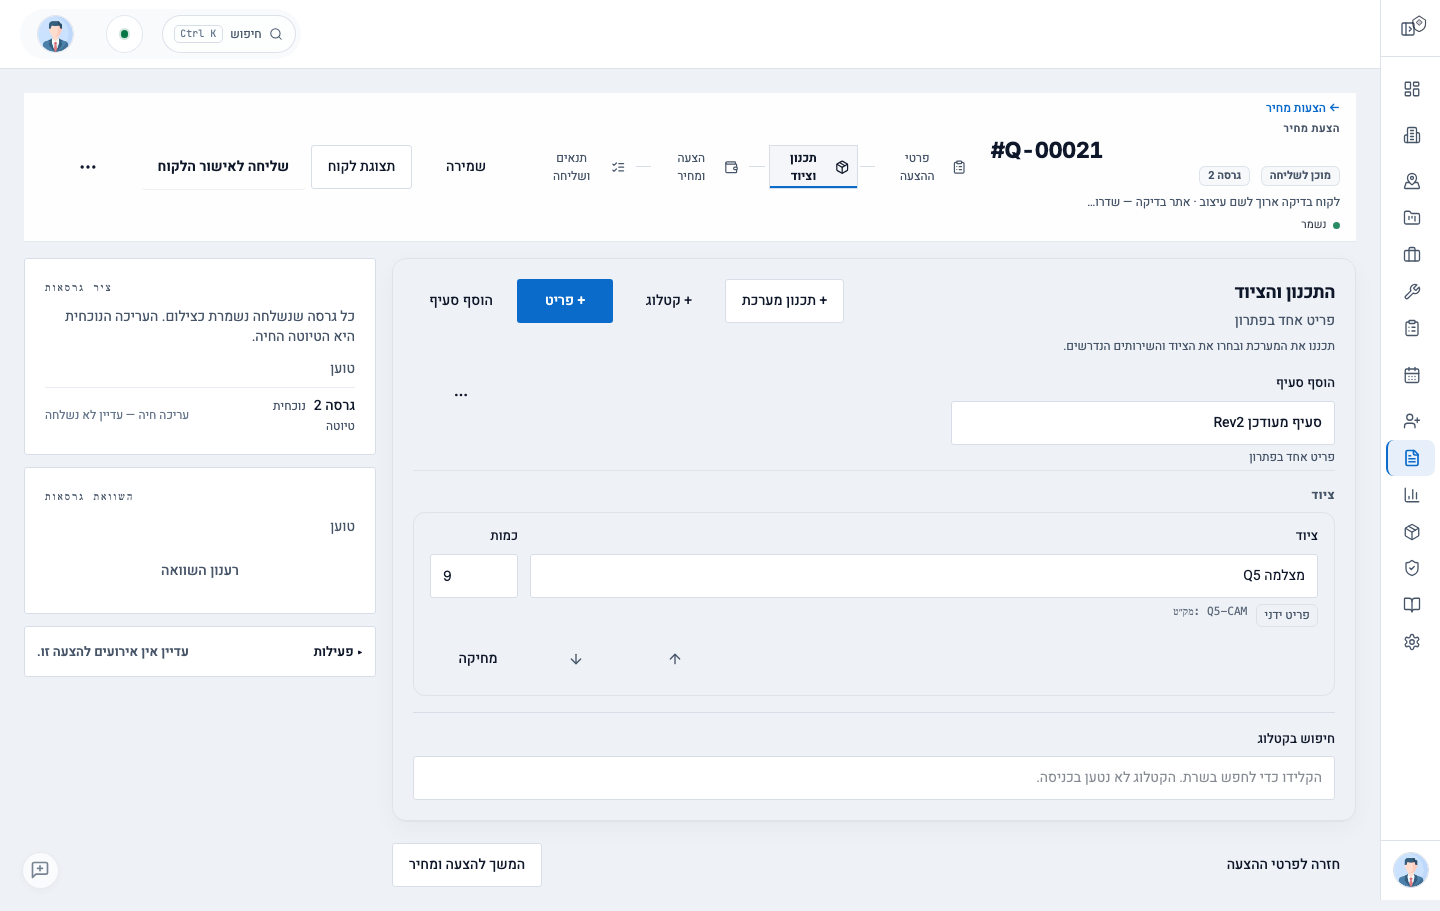 חיפוש Ctrl K
← הצעות מחיר
הצעת מחיר
#Q-00021
מוכן לשליחה
גרסה 2
לקוח בדיקה ארוך לשם עיצוב · אתר בדיקה — שדרו...
נשמר
פרטי
ההצעה
תכנון
וציוד
הצעה
ומחיר
תנאים
ושליחה
שמירה
תצוגת לקוח
שליחה לאישור הלקוח
התכנון והציוד
פריט אחד בפתרון
תכננו את המערכת ובחרו את הציוד והשירותים הנדרשים.
+ תכנון מערכת
+ קטלוג
+ פריט
הוסף סעיף
הוסף סעיף
סעיף מעודכן Rev2
פריט אחד בפתרון
ציוד
ציוד
כמות
מצלמה Q5
9
פריט ידני
מק״ט: Q5-CAM
מחיקה
חיפוש בקטלוג
הקלידו כדי לחפש בשרת. הקטלוג לא נטען בכניסה.
חזרה לפרטי ההצעה
המשך להצעה ומחיר
ציר גרסאות
כל גרסה שנשלחה נשמרת כצילום. העריכה הנוכחית
היא הטיוטה החיה.
טוען
גרסה 2 נוכחית
טיוטה
עריכה חיה — עדיין לא נשלחה
השוואת גרסאות
טוען
רענון השוואה
פעילות
עדיין אין אירועים להצעה זו.